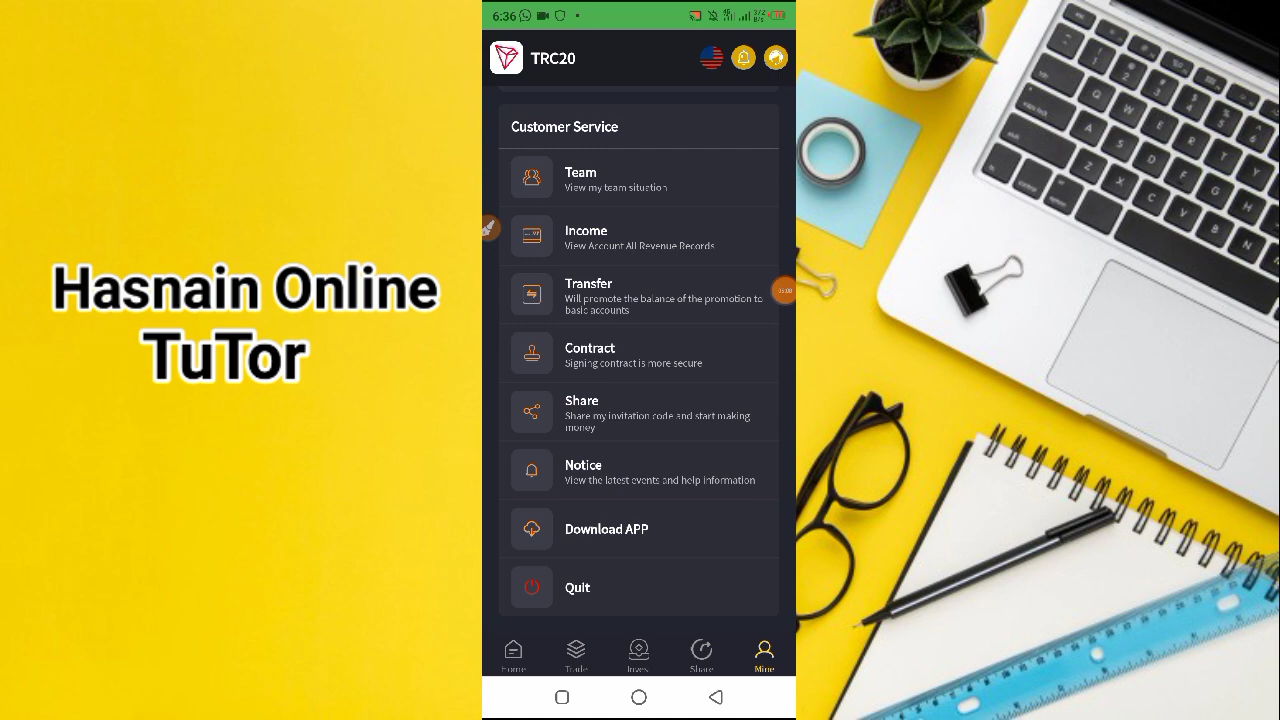 Hasnain Online
TuTor
6:36
TRC20
Customer Service
Team
View my team situation
Income
View Account All Revenue Records
Transfer
Will promote the balance of the promotion to
basic accounts
Contract
Signing contract is more secure
Share
Share my invitation code and start making
money
Notice
View the latest events and help information
Download APP
Quit
Home
Trade
Inves
Share
Mine